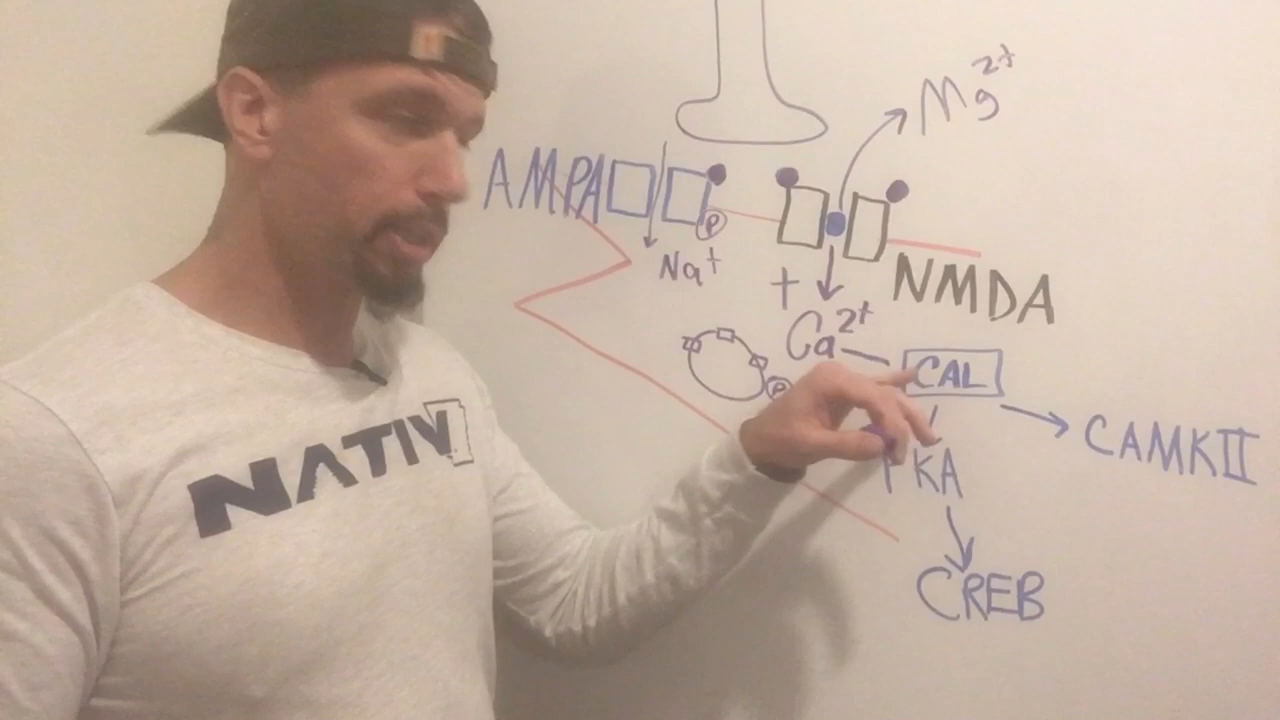 Mg2+
AMPA
P
Na+
+
NMDA
Ca2+
CAL
P
CAMKII
PKA
CREB
NATIV